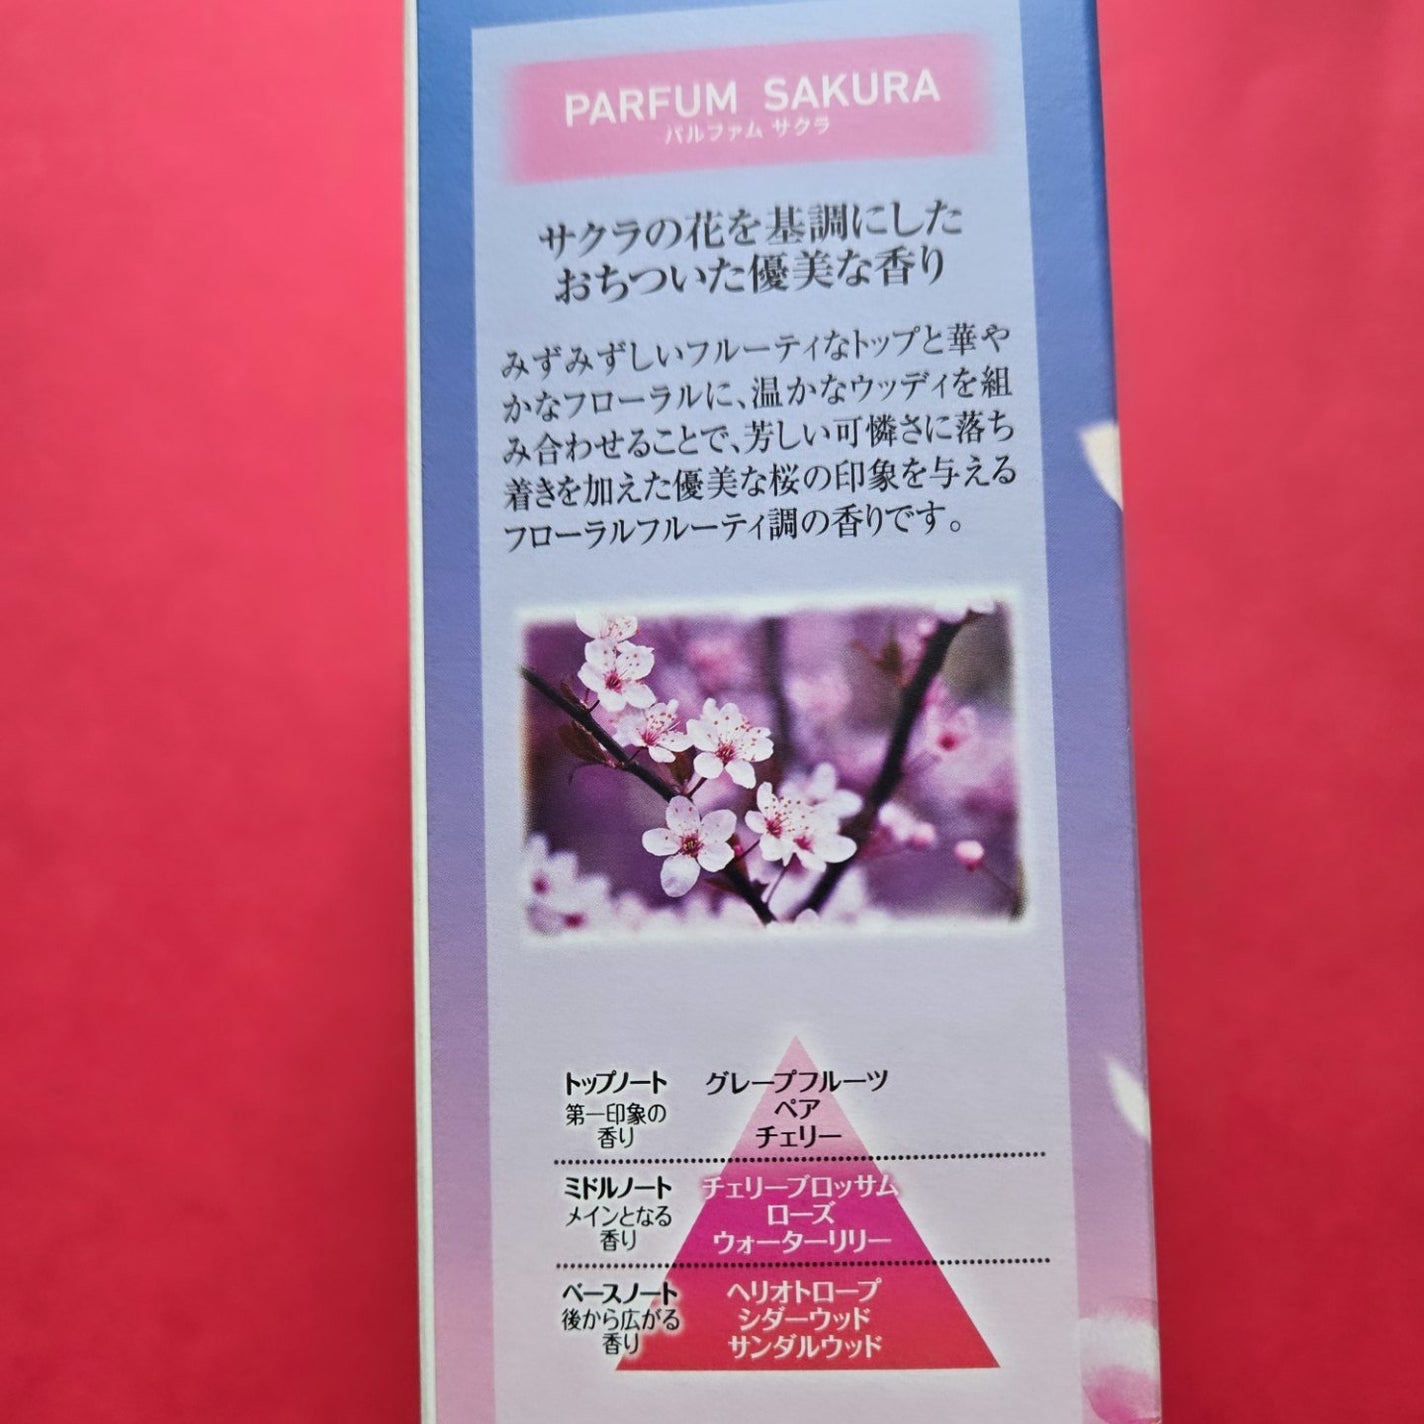 PARFUM SAKURA
パルファム サクラ
サクラの花を基調にした
おちついた優美な香り
みずみずしいフルーティなトップと華や
かなフローラルに、温かなウッディを組
み合わせることで、芳しい可憐さに落ち
着きを加えた優美な桜の印象を与える
フローラルフルーティ調の香りです。
トップノート
第一印象の
香り
グレープフルーツ
ペア
チェリー
ミドルノート
メインとなる
香り
チェリーブロッサム
ローズ
ウォーターリリー
ベースノート
後から広がる
香り
ヘリオトロープ
シダーウッド
サンダルウッド